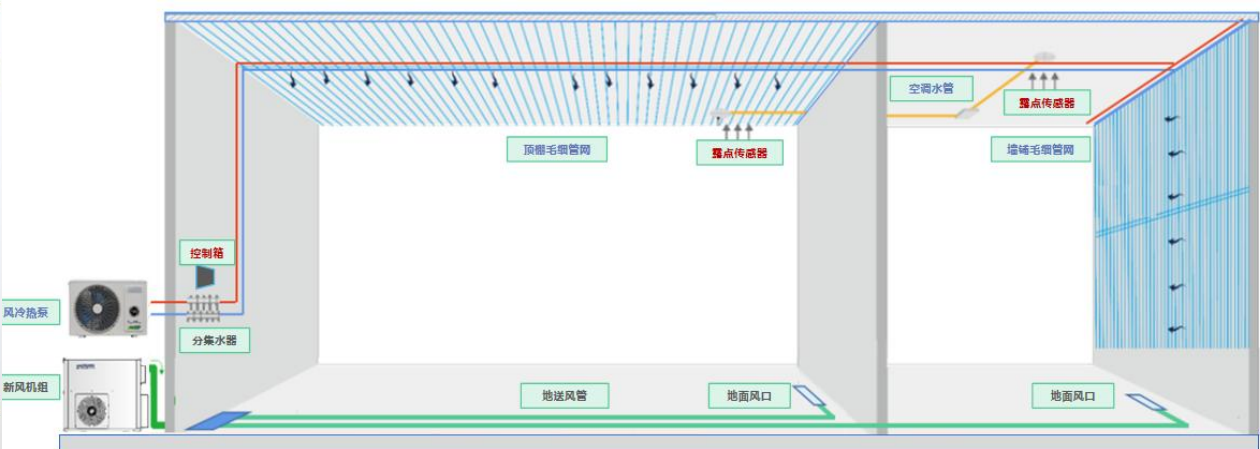 空调水管
露点传感器
顶棚毛细管网
露点传感器
墙铺毛细管网
控制箱
风冷热泵
分集水器
新风机组
地送风管
地面风口
地面风口